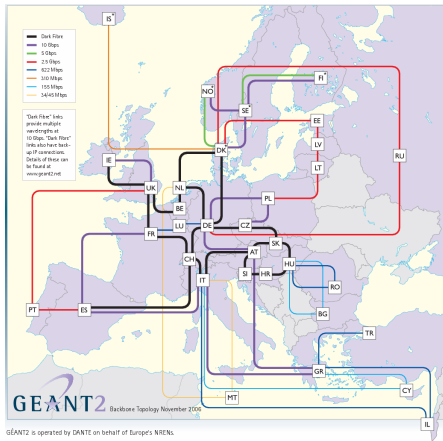 IS*
Dark Fibre
10 Gbps.
5 Gbps.
2.5 Gbps.
622 Mbps
310 Mbps
155 Mbps
34/45 Mbps.
"Dark Fibre" links
provide multiple
wavelengths at
10 Gbps. "Dark Fibre"
links also have back-
up IP connections.
Details of these can
be found at
www.geant2.net
NO*
FI*
SE
EE
LV
LT
RU
DK
IE
UK
NL
BE
PL
LU
DE
CZ
FR
SK
CH
AT
HU
IT
SI
HR
RO
BG
PT
ES
TR
GR
CY
MT
IL
GÉANT2 Backbone Topology November 2006
GÉANT2 is operated by DANTE on behalf of Europe's NRENs.